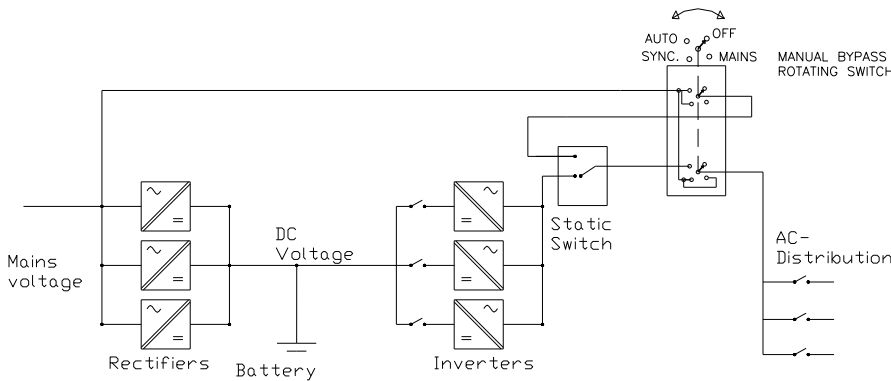 AUTO
OFF
SYNC.
MAINS
MANUAL BYPASS
ROTATING SWITCH
Static
Switch
DC
Voltage
AC-
Distribution
Mains
voltage
Rectifiers
Battery
Inverters